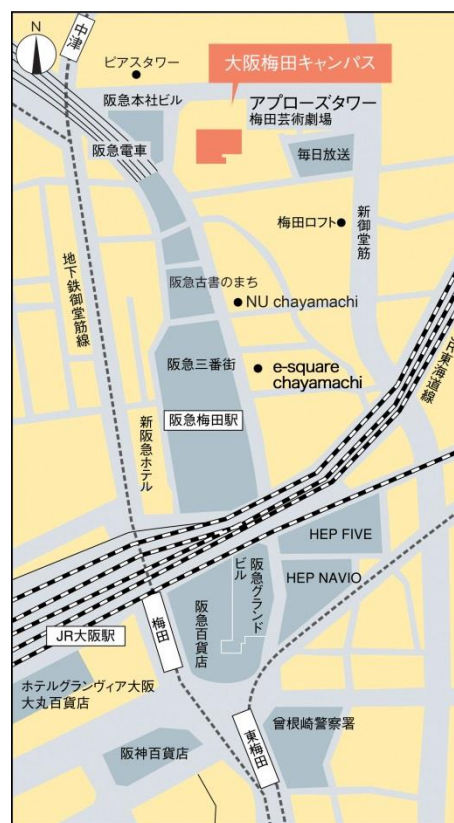 N
中津
ピアスタワー
大阪梅田キャンパス
阪急本社ビル
アプローズタワー
梅田芸術劇場
阪急電車
毎日放送
梅田ロフト
新御堂筋
地下鉄御堂筋線
阪急古書のまち
NU chayamachi
阪急三番街
e-square
chayamachi
JR東海道線
阪急梅田駅
新阪急ホテル
HEP FIVE
阪急グランド
ビル
HEP NAVIO
梅田
阪急百貨店
JR大阪駅
ホテルグランヴィア大阪
大丸百貨店
曾根崎警察署
東梅田
阪神百貨店